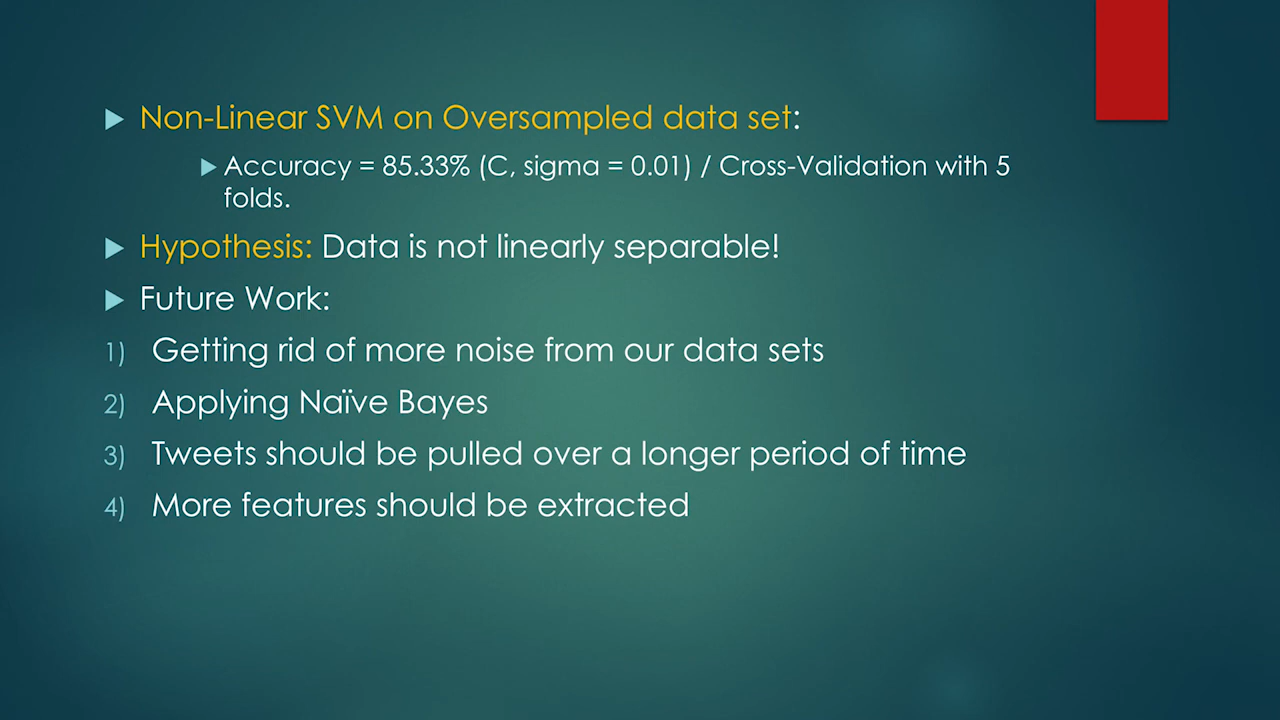 Non-Linear SVM on Oversampled data set:
Accuracy = 85.33% (C, sigma = 0.01) / Cross-Validation with 5
folds.
Hypothesis: Data is not linearly separable!
Future Work:
1) Getting rid of more noise from our data sets
2) Applying Naïve Bayes
3) Tweets should be pulled over a longer period of time
4) More features should be extracted